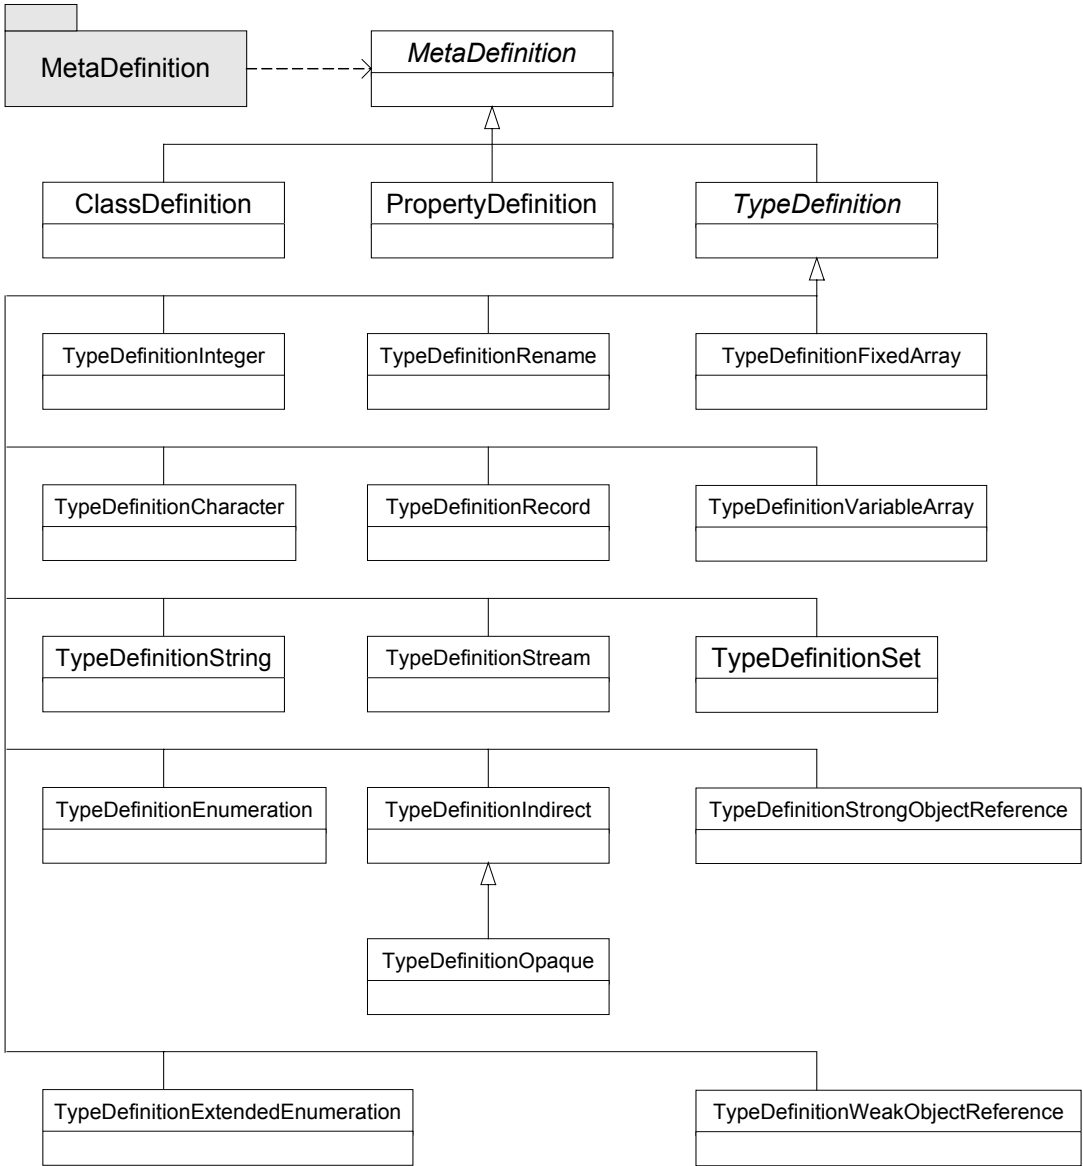 MetaDefinition
MetaDefinition
ClassDefinition
PropertyDefinition
TypeDefinition
TypeDefinitionInteger
TypeDefinitionRename
TypeDefinitionFixedArray
TypeDefinitionCharacter
TypeDefinitionRecord
TypeDefinitionVariableArray
TypeDefinitionString
TypeDefinitionStream
TypeDefinitionSet
TypeDefinitionEnumeration
TypeDefinitionIndirect
TypeDefinitionStrongObjectReference
TypeDefinitionOpaque
TypeDefinitionExtendedEnumeration
TypeDefinitionWeakObjectReference